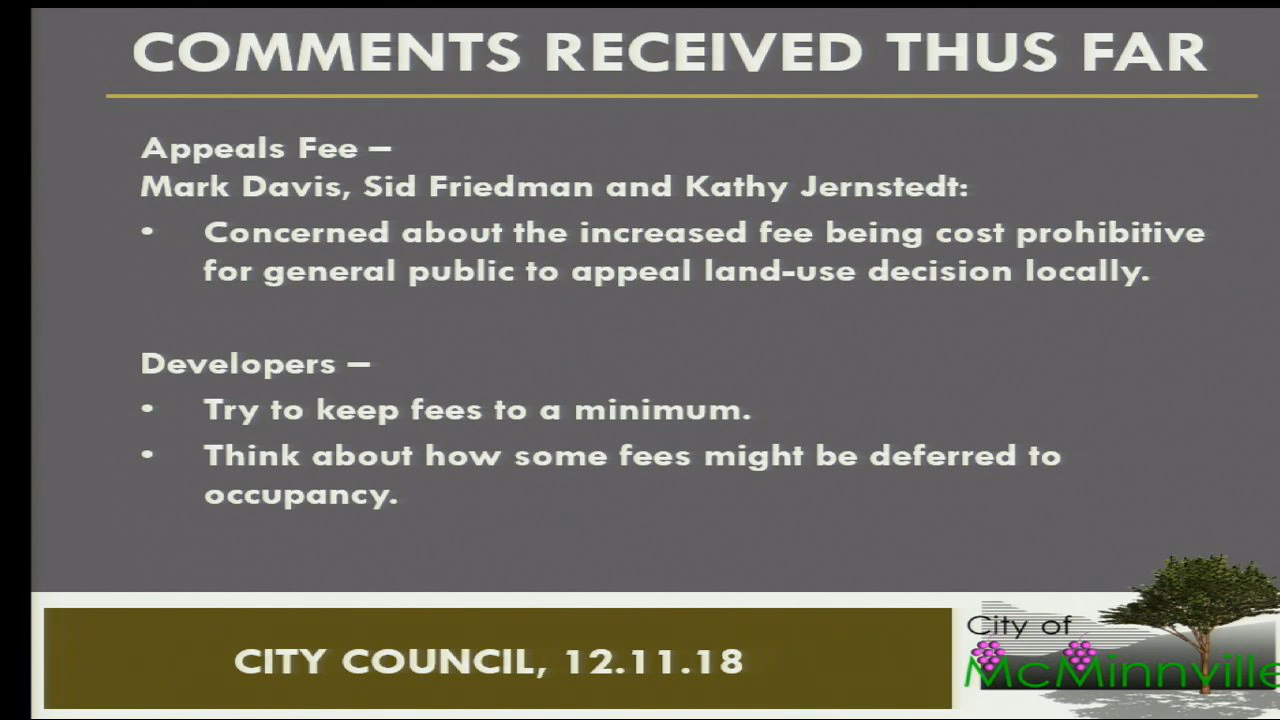 COMMENTS RECEIVED THUS FAR
Appeals Fee –
Mark Davis, Sid Friedman and Kathy Jernstedt:
• Concerned about the increased fee being cost prohibitive
for general public to appeal land-use decision locally.
Developers –
• Try to keep fees to a minimum.
• Think about how some fees might be deferred to
occupancy.
CITY COUNCIL, 12.11.18
City of
McMinnville